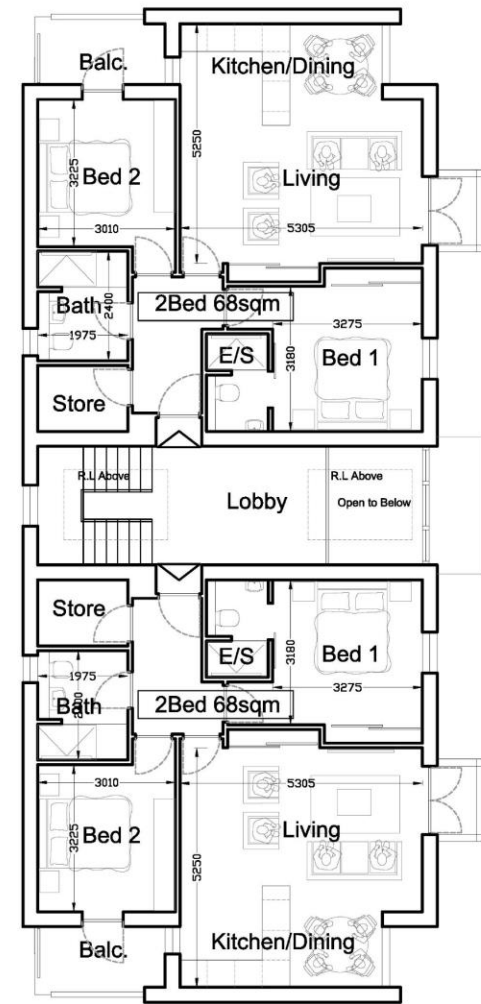 Balc.
Kitchen/Dining
5250
3225
Bed 2
Living
3010
5305
Bath
2400
2Bed 68sqm
1975
3275
E/S
3180
Bed 1
Store
R.L Above
R.L Above
Lobby
Open to Below
Store
E/S
3180
Bed 1
1975
3275
Bath
2Bed 68sqm
3010
5305
3225
Bed 2
Living
5250
Balc.
Kitchen/Dining